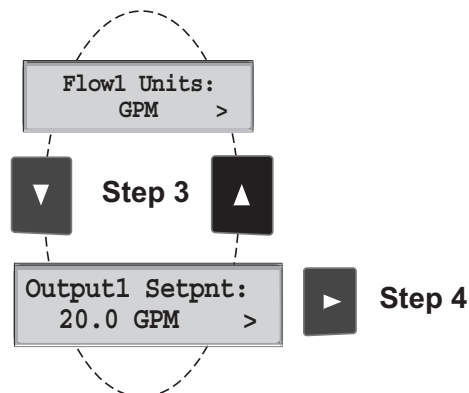 Flow1 Units:
GPM >
Step 3
Output1 Setpnt:
20.0 GPM >
Step 4